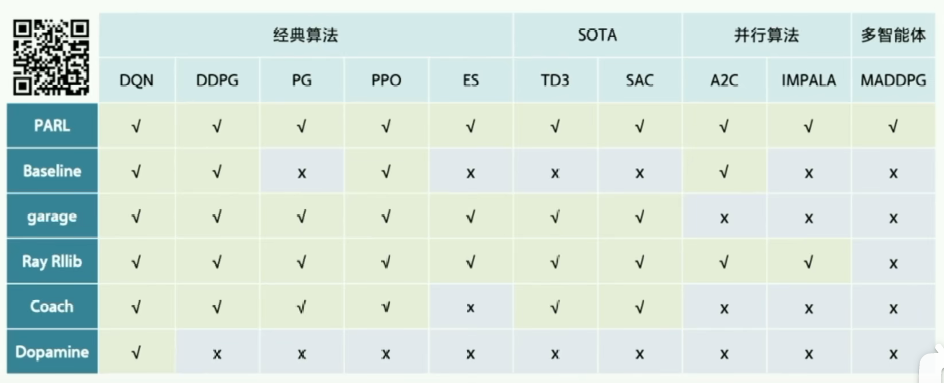 经典算法 SOTA 并行算法 多智能体
DQN DDPG PG PPO ES TD3 SAC A2C IMPALA MADDPG
PARL √ √ √ √ √ √ √ √ √ √
Baseline √ √ x √ x x x √ x x
garage √ √ √ √ √ √ √ x x x
Ray Rllib √ √ √ √ √ √ √ √ √ x
Coach √ √ √ √ x √ √ x x x
Dopamine √ x x x x x x x x x